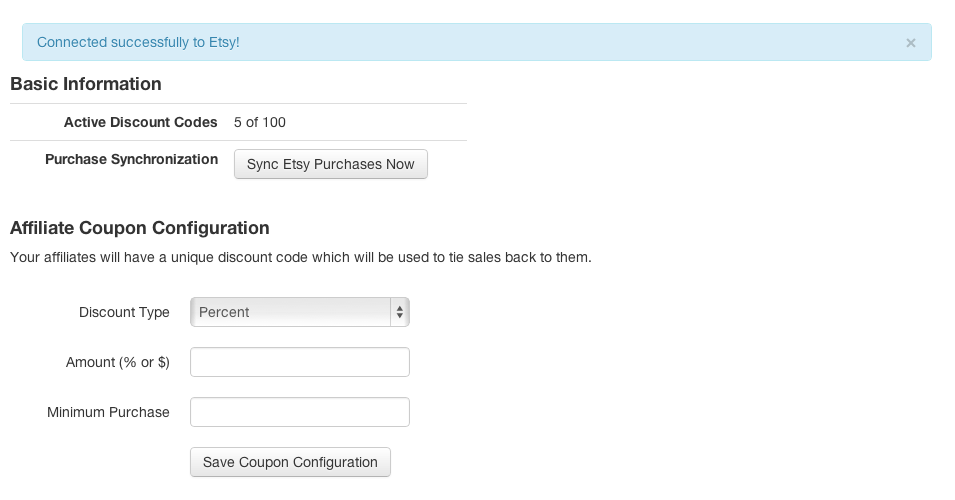 Connected successfully to Etsy! ×
Basic Information
Active Discount Codes 5 of 100
Purchase Synchronization Sync Etsy Purchases Now
Affiliate Coupon Configuration
Your affiliates will have a unique discount code which will be used to tie sales back to them.
Discount Type Percent
Amount (% or $)
Minimum Purchase
Save Coupon Configuration